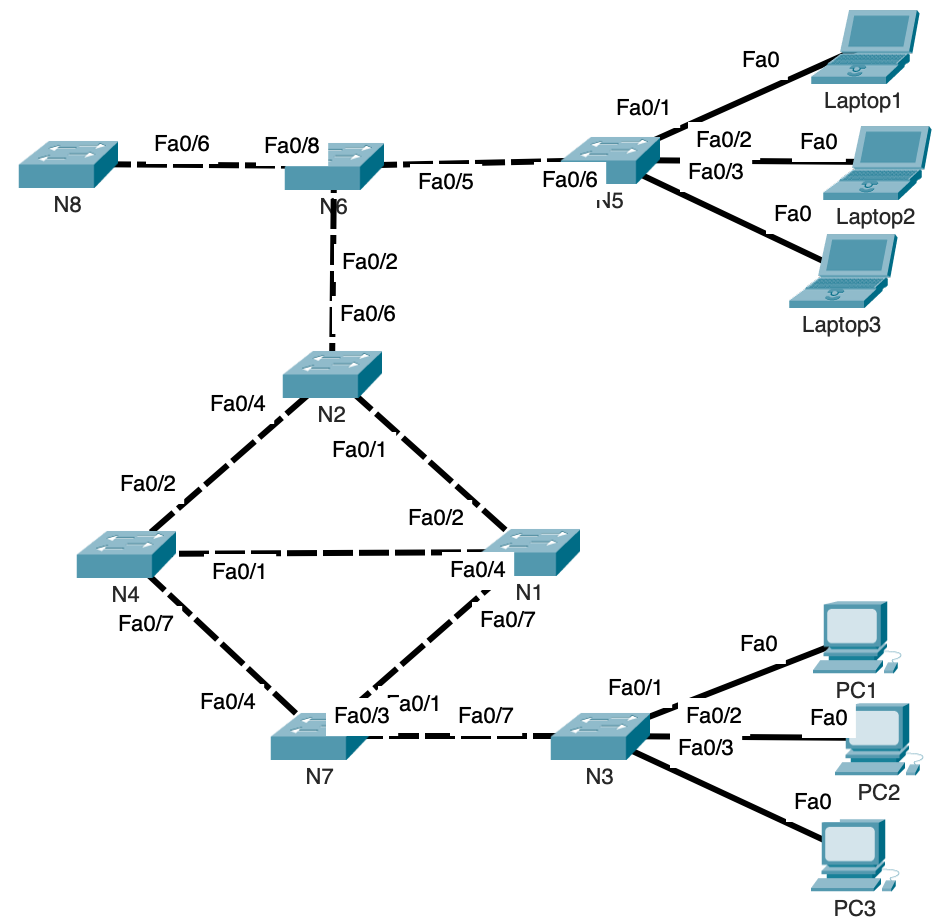 Fa0
Laptop1
Fa0/1
Fa0/6
Fa0/8
Fa0/2
Fa0
Fa0/5
Fa0/6
Fa0/3
N8
N6
N5
Laptop2
Fa0
Fa0/2
Fa0/6
Laptop3
Fa0/4
N2
Fa0/1
Fa0/2
Fa0/2
Fa0/1
Fa0/4
N4
N1
Fa0/7
Fa0/7
Fa0
Fa0/4
Fa0/3
Fa0/1
Fa0/7
Fa0/1
PC1
Fa0/2
Fa0
Fa0/3
N7
N3
PC2
Fa0
PC3